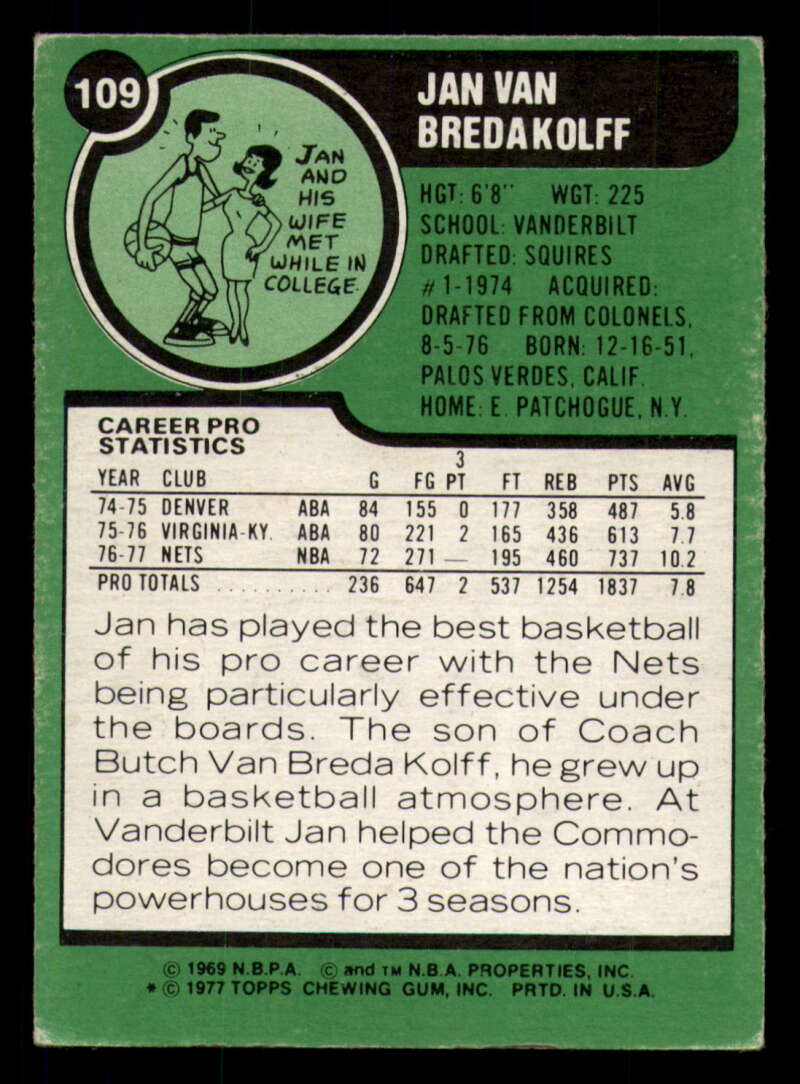 109
JAN VAN
BREDA KOLFF
JAN
AND
HIS
WIFE
MET
WHILE IN
COLLEGE.
HGT: 6'8" WGT: 225
SCHOOL: VANDERBILT
DRAFTED: SQUIRES
#1-1974 ACQUIRED:
DRAFTED FROM COLONELS,
8-5-76 BORN: 12-16-51,
PALOS VERDES, CALIF.
HOME: E. PATCHOGUE, N.Y.
CAREER PRO
STATISTICS
YEAR CLUB G FG 3 PT FT REB PTS AVG
74-75 DENVER ABA 84 155 0 177 358 487 5.8
75-76 VIRGINIA-KY. ABA 80 221 2 165 436 613 7.7
76-77 NETS NBA 72 271 — 195 460 737 10.2
PRO TOTALS .......... 236 647 2 537 1254 1837 7.8
Jan has played the best basketball
of his pro career with the Nets
being particularly effective under
the boards. The son of Coach
Butch Van Breda Kolff, he grew up
in a basketball atmosphere. At
Vanderbilt Jan helped the Commo-
dores become one of the nation's
powerhouses for 3 seasons.
© 1969 N.B.P.A. © and TM N.B.A. PROPERTIES, INC.
* © 1977 TOPPS CHEWING GUM, INC. PRTD. IN U.S.A.